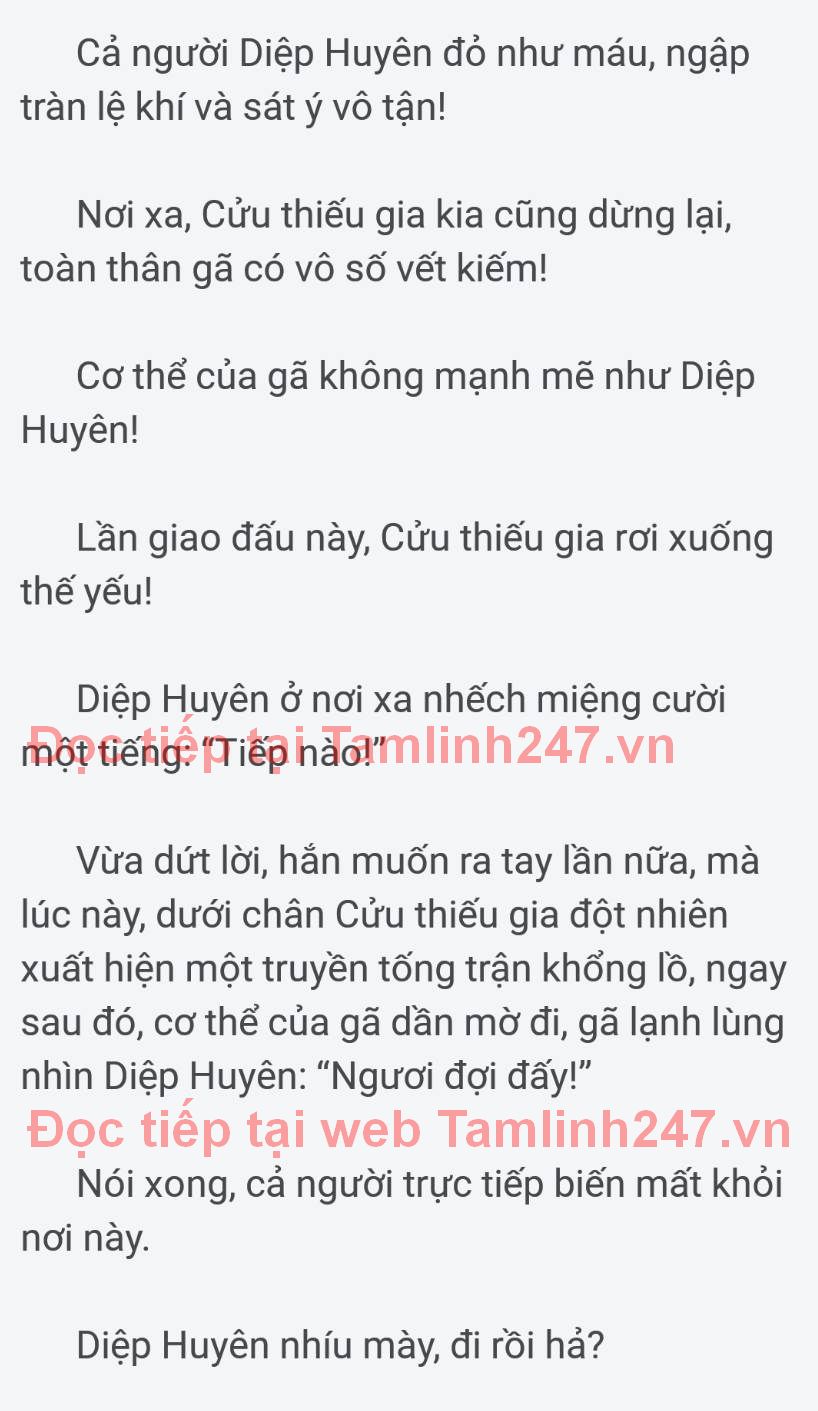 Cả người Diệp Huyên đỏ như máu, ngập
tràn lệ khí và sát ý vô tận!
Nơi xa, Cửu thiếu gia kia cũng dừng lại,
toàn thân gã có vô số vết kiếm!
Cơ thể của gã không mạnh mẽ như Diệp
Huyên!
Lần giao đấu này, Cửu thiếu gia rơi xuống
thế yếu!
Diệp Huyên ở nơi xa nhếch miệng cười
Đọc tiếp tại Tamlinh247.vn
một tiếng: “Tiếp nào!”
Vừa dứt lời, hắn muốn ra tay lần nữa, mà
lúc này, dưới chân Cửu thiếu gia đột nhiên
xuất hiện một truyền tống trận khổng lồ, ngay
sau đó, cơ thể của gã dần mờ đi, gã lạnh lùng
nhìn Diệp Huyên: “Ngươi đợi đấy!”
Đọc tiếp tại web Tamlinh247.vn
Nói xong, cả người trực tiếp biến mất khỏi
nơi này.
Diệp Huyên nhíu mày, đi rồi hả?